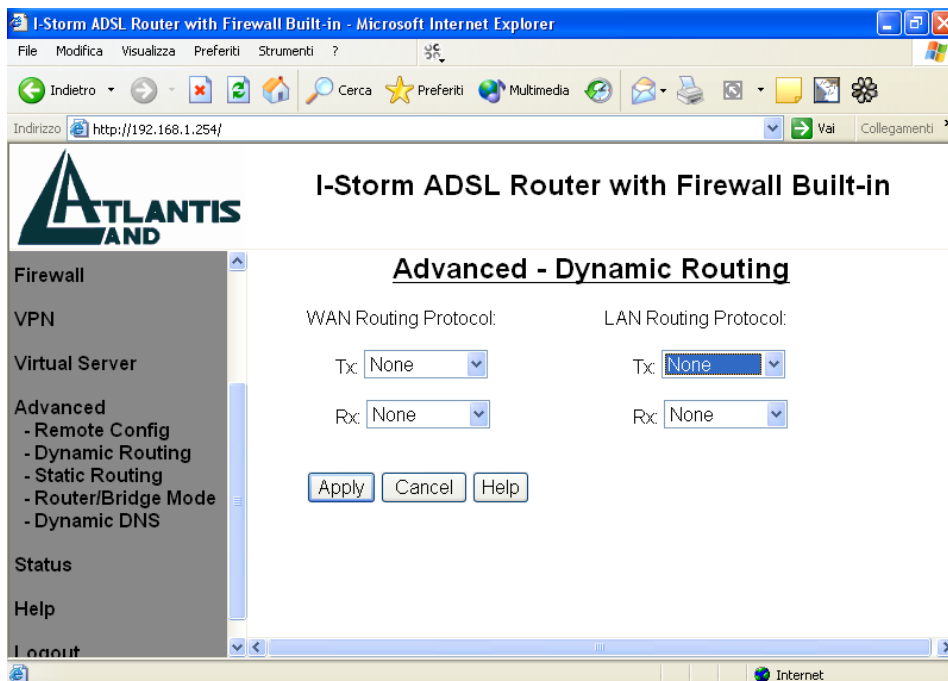 I-Storm ADSL Router with Firewall Built-in - Microsoft Internet Explorer
File Modifica Visualizza Preferiti Strumenti ?
Indietro Cerca Preferiti Multimedia
Indirizzo http://192.168.1.254/ Vai Collegamenti
ATLANTIS
LAND
I-Storm ADSL Router with Firewall Built-in
Firewall
VPN
Virtual Server
Advanced
- Remote Config
- Dynamic Routing
- Static Routing
- Router/Bridge Mode
- Dynamic DNS
Status
Help
Logout
Advanced - Dynamic Routing
WAN Routing Protocol: LAN Routing Protocol:
Tx: None Tx: None
Rx: None Rx: None
Apply Cancel Help
Internet